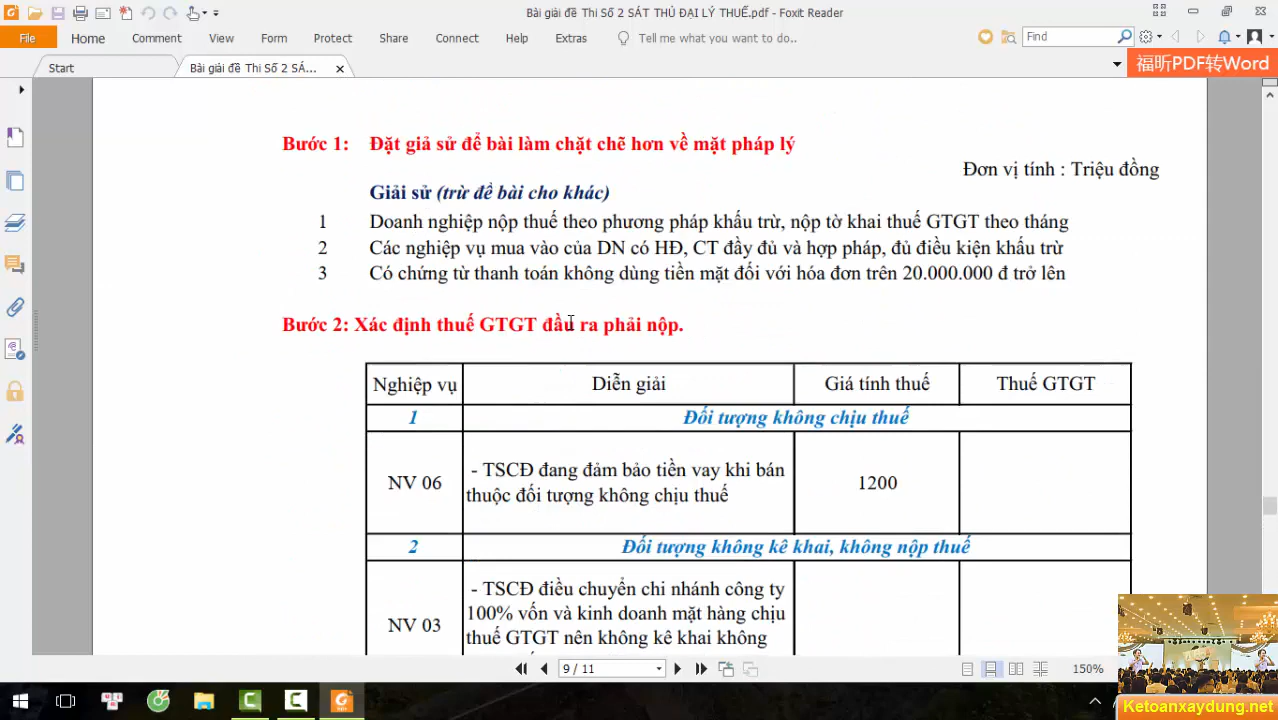 Bài giải đề Thi Số 2 SÁT THỦ ĐẠI LÝ THUẾ.pdf - Foxit Reader
File Home Comment View Form Protect Share Connect Help Extras Tell me what you want to do... Find
Start Bài giải đề Thi Số 2 SÁ... 福昕PDF转Word
Bước 1: Đặt giả sử để bài làm chặt chẽ hơn về mặt pháp lý
Đơn vị tính : Triệu đồng
Giải sử (trừ đề bài cho khác)
1 Doanh nghiệp nộp thuế theo phương pháp khấu trừ, nộp tờ khai thuế GTGT theo tháng
2 Các nghiệp vụ mua vào của DN có HĐ, CT đầy đủ và hợp pháp, đủ điều kiện khấu trừ
3 Có chứng từ thanh toán không dùng tiền mặt đối với hóa đơn trên 20.000.000 đ trở lên
Bước 2: Xác định thuế GTGT đầu ra phải nộp.
Nghiệp vụ Diễn giải Giá tính thuế Thuế GTGT
1 Đối tượng không chịu thuế
NV 06 - TSCĐ đang đảm bảo tiền vay khi bán 1200
thuộc đối tượng không chịu thuế
2 Đối tượng không kê khai, không nộp thuế
- TSCĐ điều chuyển chi nhánh công ty
100% vốn và kinh doanh mặt hàng chịu
NV 03 thuế GTGT nên không kê khai không
9 / 11 150%
Ketoanxaydung.net